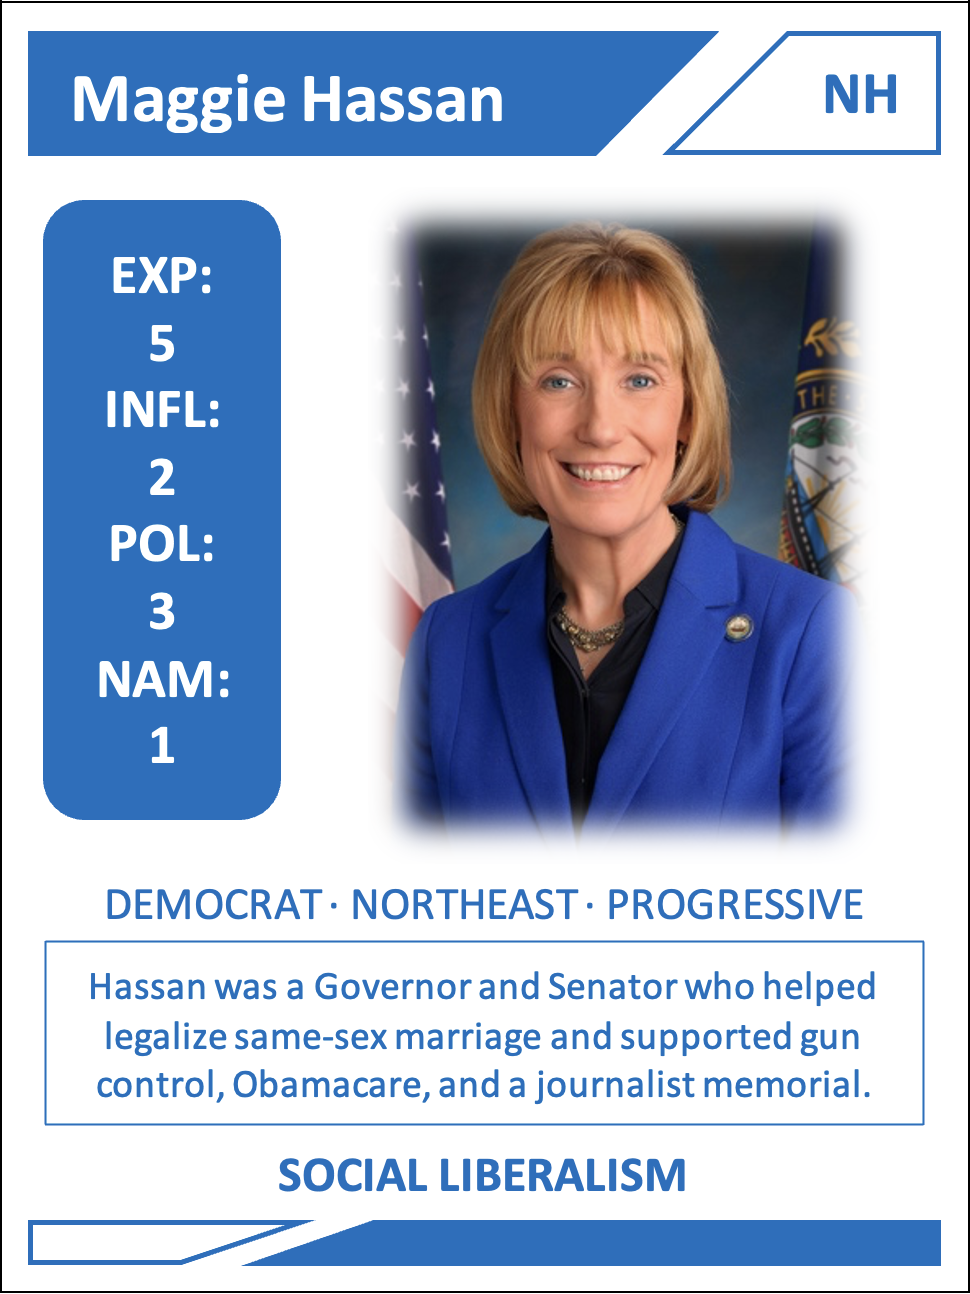 Maggie Hassan
NH
EXP:
5
INFL:
2
POL:
3
NAM:
1
THE
DEMOCRAT · NORTHEAST · PROGRESSIVE
Hassan was a Governor and Senator who helped
legalize same-sex marriage and supported gun
control, Obamacare, and a journalist memorial.
SOCIAL LIBERALISM